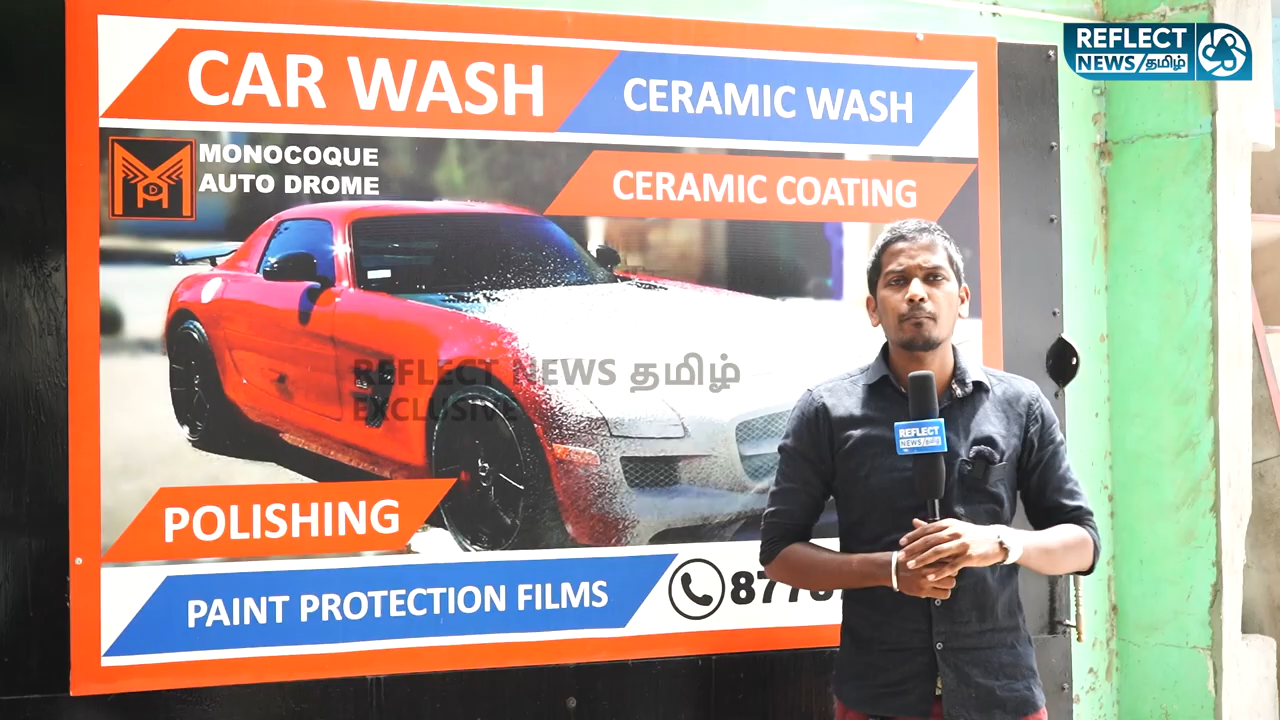 CAR WASH
CERAMIC WASH
MONOCOQUE
AUTO DROME
CERAMIC COATING
POLISHING
PAINT PROTECTION FILMS
REFLECT
NEWS/தமிழ்
REFLECT NEWS தமிழ்
EXCLUSIVE
REFLECT
NEWS/தமிழ்